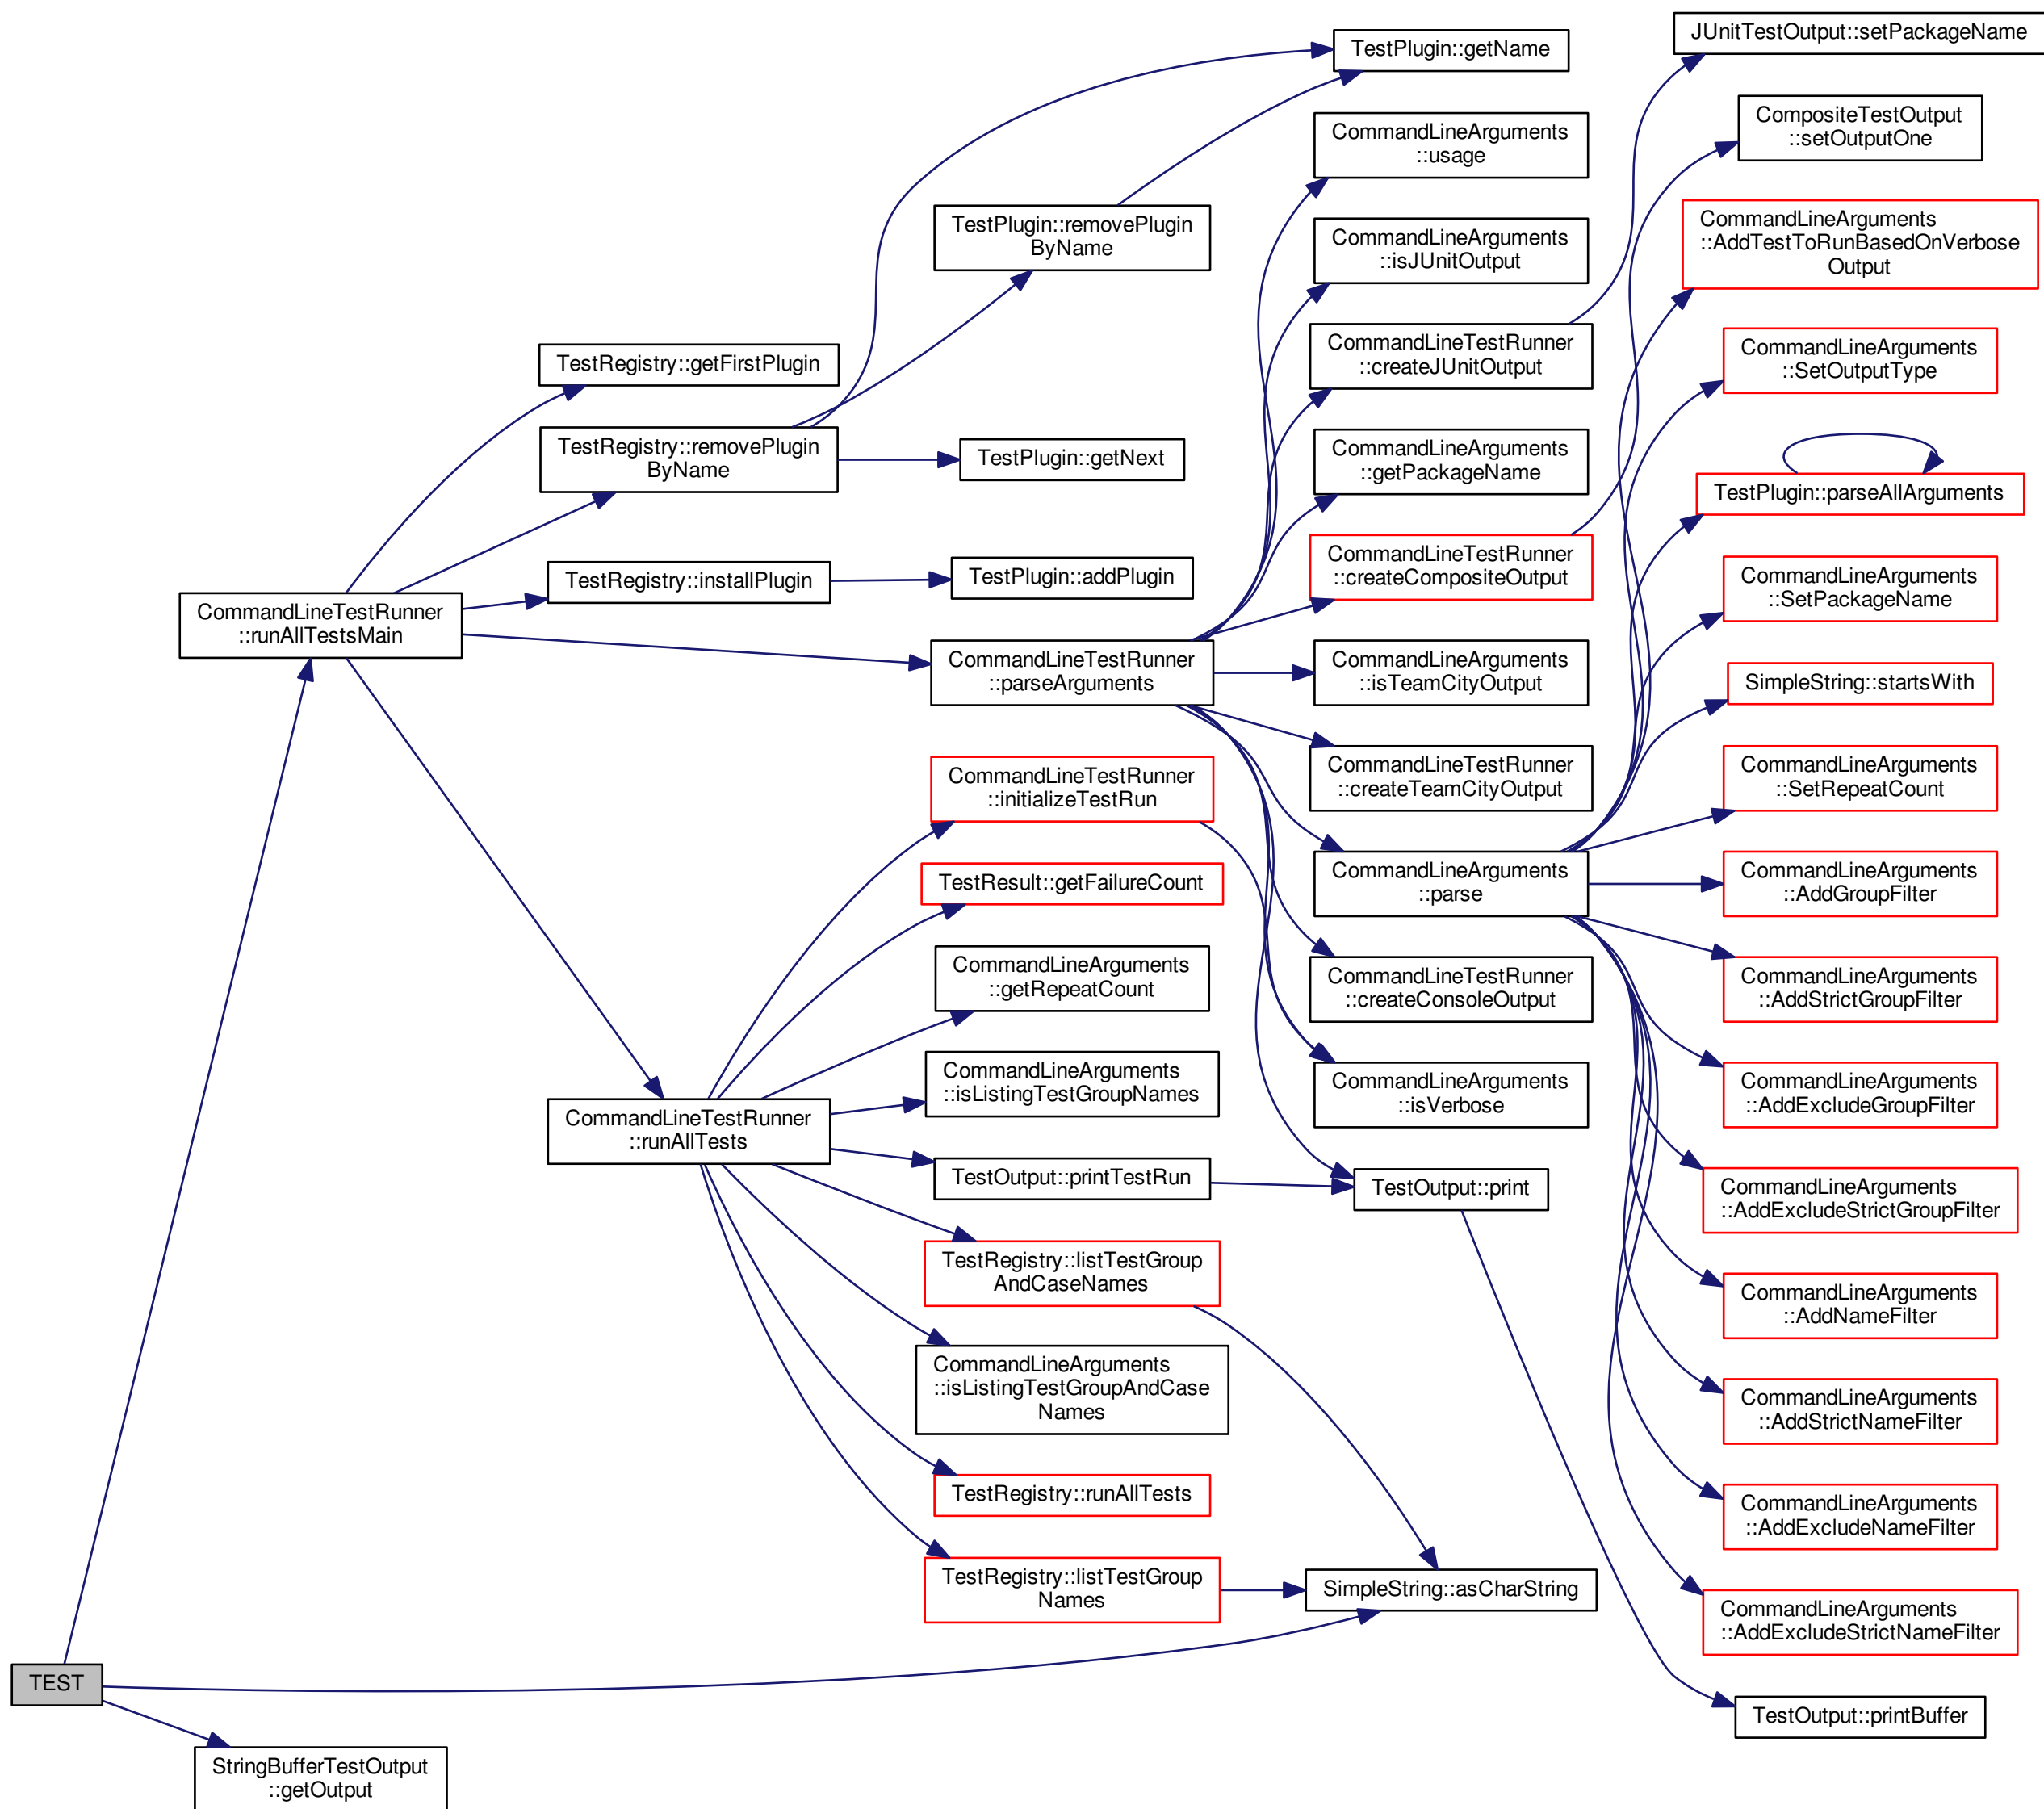 TEST
CommandLineTestRunner
::runAllTestsMain
StringBufferTestOutput
::getOutput
TestRegistry::getFirstPlugin
TestRegistry::removePlugin
ByName
TestRegistry::installPlugin
CommandLineTestRunner
::runAllTests
TestPlugin::removePlugin
ByName
TestPlugin::getNext
TestPlugin::addPlugin
CommandLineTestRunner
::parseArguments
CommandLineTestRunner
::initializeTestRun
TestResult::getFailureCount
CommandLineArguments
::getRepeatCount
CommandLineArguments
::isListingTestGroupNames
TestOutput::printTestRun
TestRegistry::listTestGroup
AndCaseNames
CommandLineArguments
::isListingTestGroupAndCase
Names
TestRegistry::runAllTests
TestRegistry::listTestGroup
Names
TestPlugin::getName
CommandLineArguments
::usage
CommandLineArguments
::isJUnitOutput
CommandLineTestRunner
::createJUnitOutput
CommandLineArguments
::getPackageName
CommandLineTestRunner
::createCompositeOutput
CommandLineArguments
::isTeamCityOutput
CommandLineTestRunner
::createTeamCityOutput
CommandLineArguments
::parse
CommandLineTestRunner
::createConsoleOutput
CommandLineArguments
::isVerbose
TestOutput::print
SimpleString::asCharString
JUnitTestOutput::setPackageName
CompositeTestOutput
::setOutputOne
CommandLineArguments
::AddTestToRunBasedOnVerbose
Output
CommandLineArguments
::SetOutputType
TestPlugin::parseAllArguments
CommandLineArguments
::SetPackageName
SimpleString::startsWith
CommandLineArguments
::SetRepeatCount
CommandLineArguments
::AddGroupFilter
CommandLineArguments
::AddStrictGroupFilter
CommandLineArguments
::AddExcludeGroupFilter
CommandLineArguments
::AddExcludeStrictGroupFilter
CommandLineArguments
::AddNameFilter
CommandLineArguments
::AddStrictNameFilter
CommandLineArguments
::AddExcludeNameFilter
CommandLineArguments
::AddExcludeStrictNameFilter
TestOutput::printBuffer